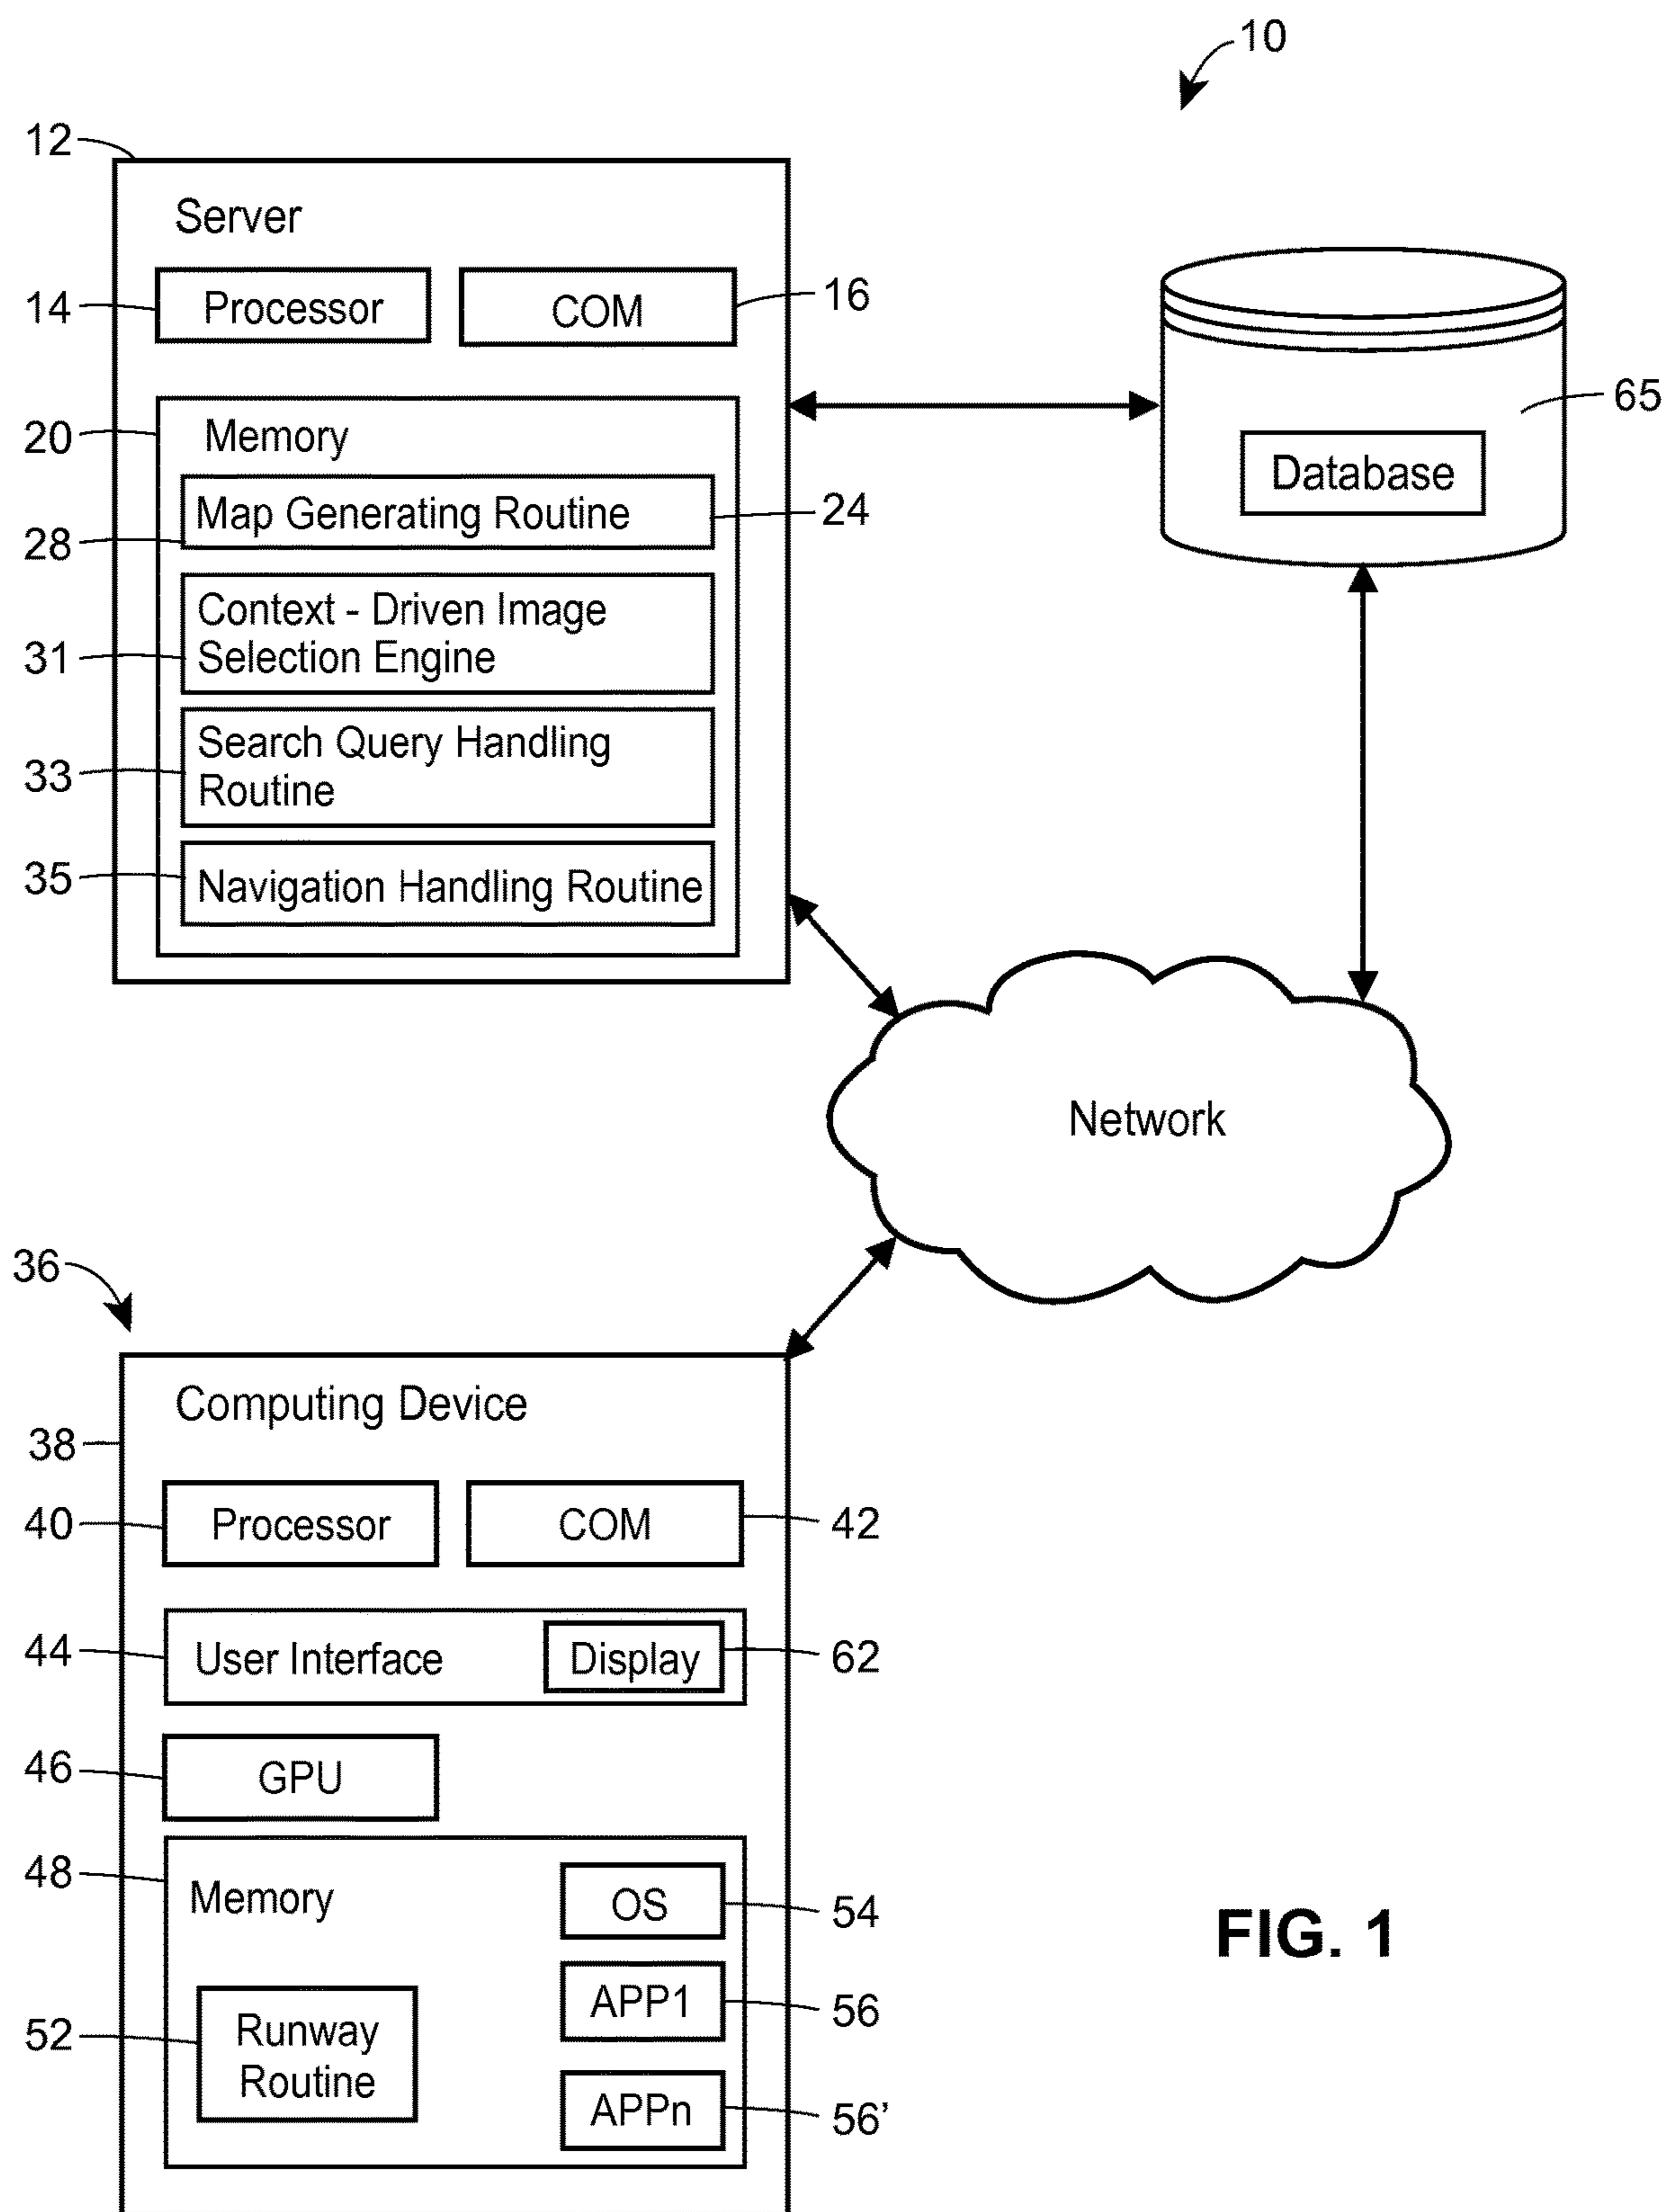 10
12
Server
14
Processor
COM
16
20
Memory
65
Database
Map Generating Routine
24
28
Context - Driven Image
Selection Engine
31
Search Query Handling
Routine
33
35
Navigation Handling Routine
Network
36
Computing Device
38
40
Processor
COM
42
44
User Interface
Display
62
46
GPU
48
Memory
OS
54
APP1
56
52
Runway
Routine
APPn
56’
FIG. 1